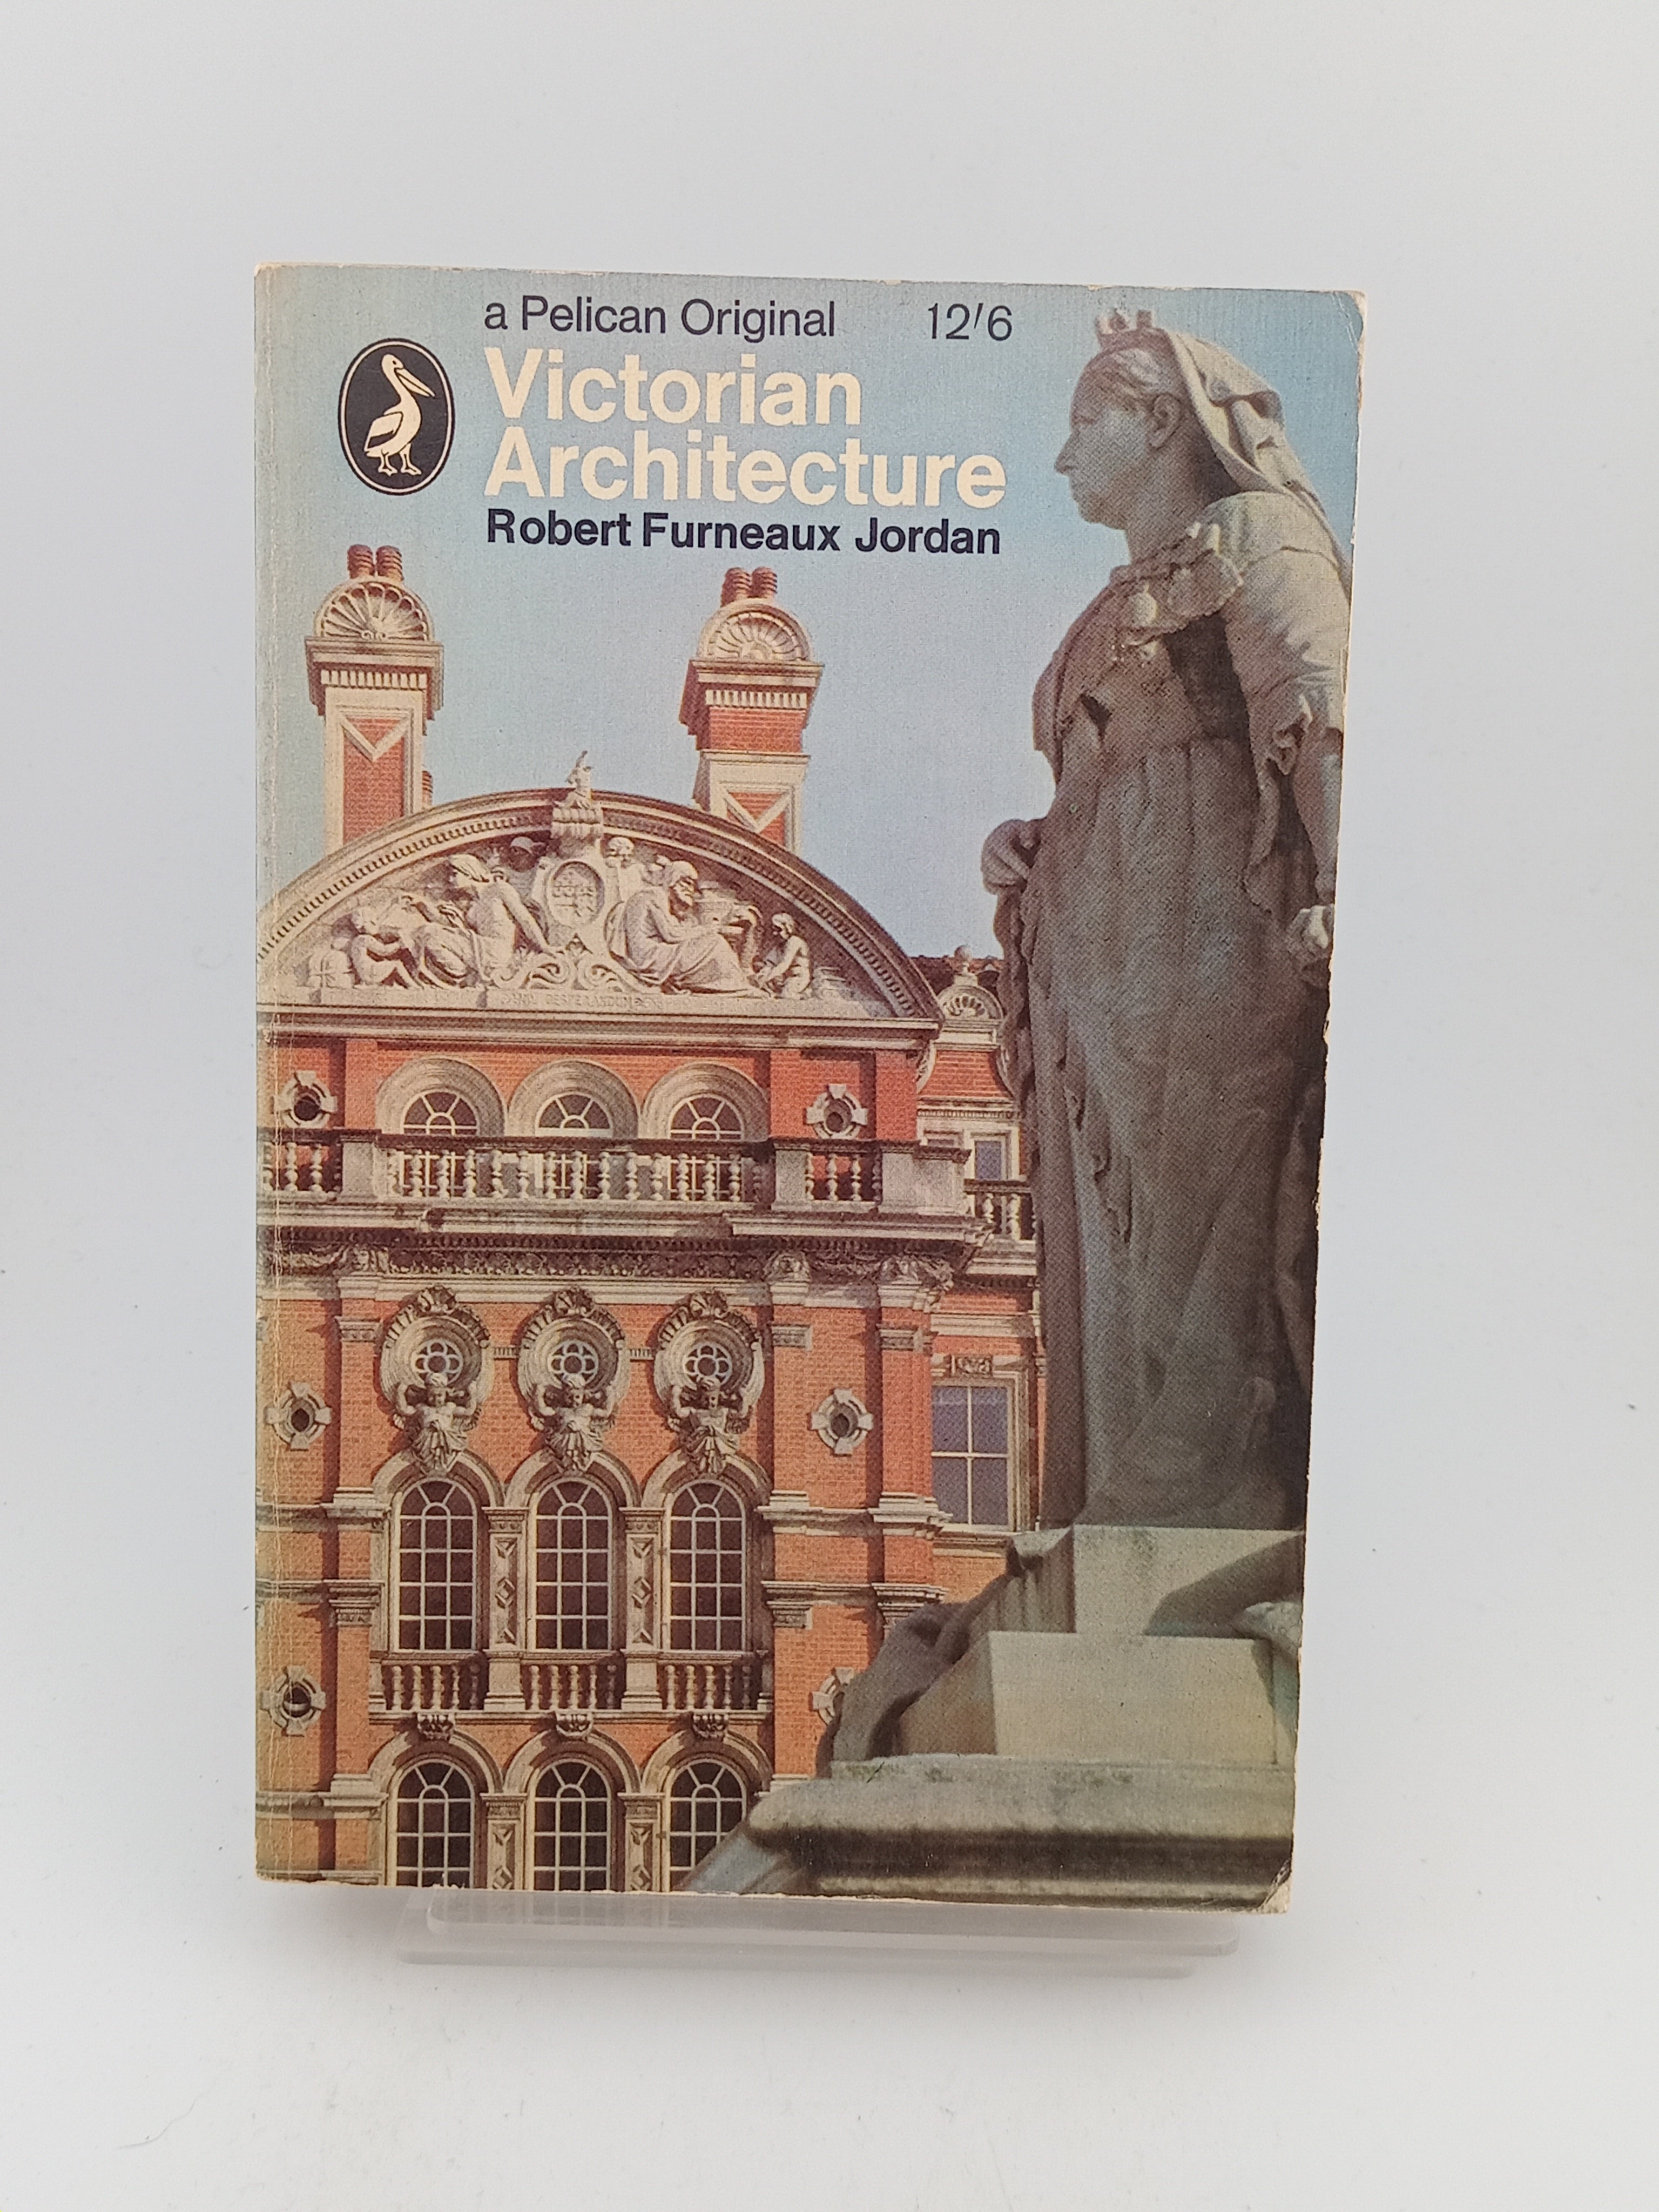 a Pelican Original 12'6
Victorian
Architecture
Robert Furneaux Jordan